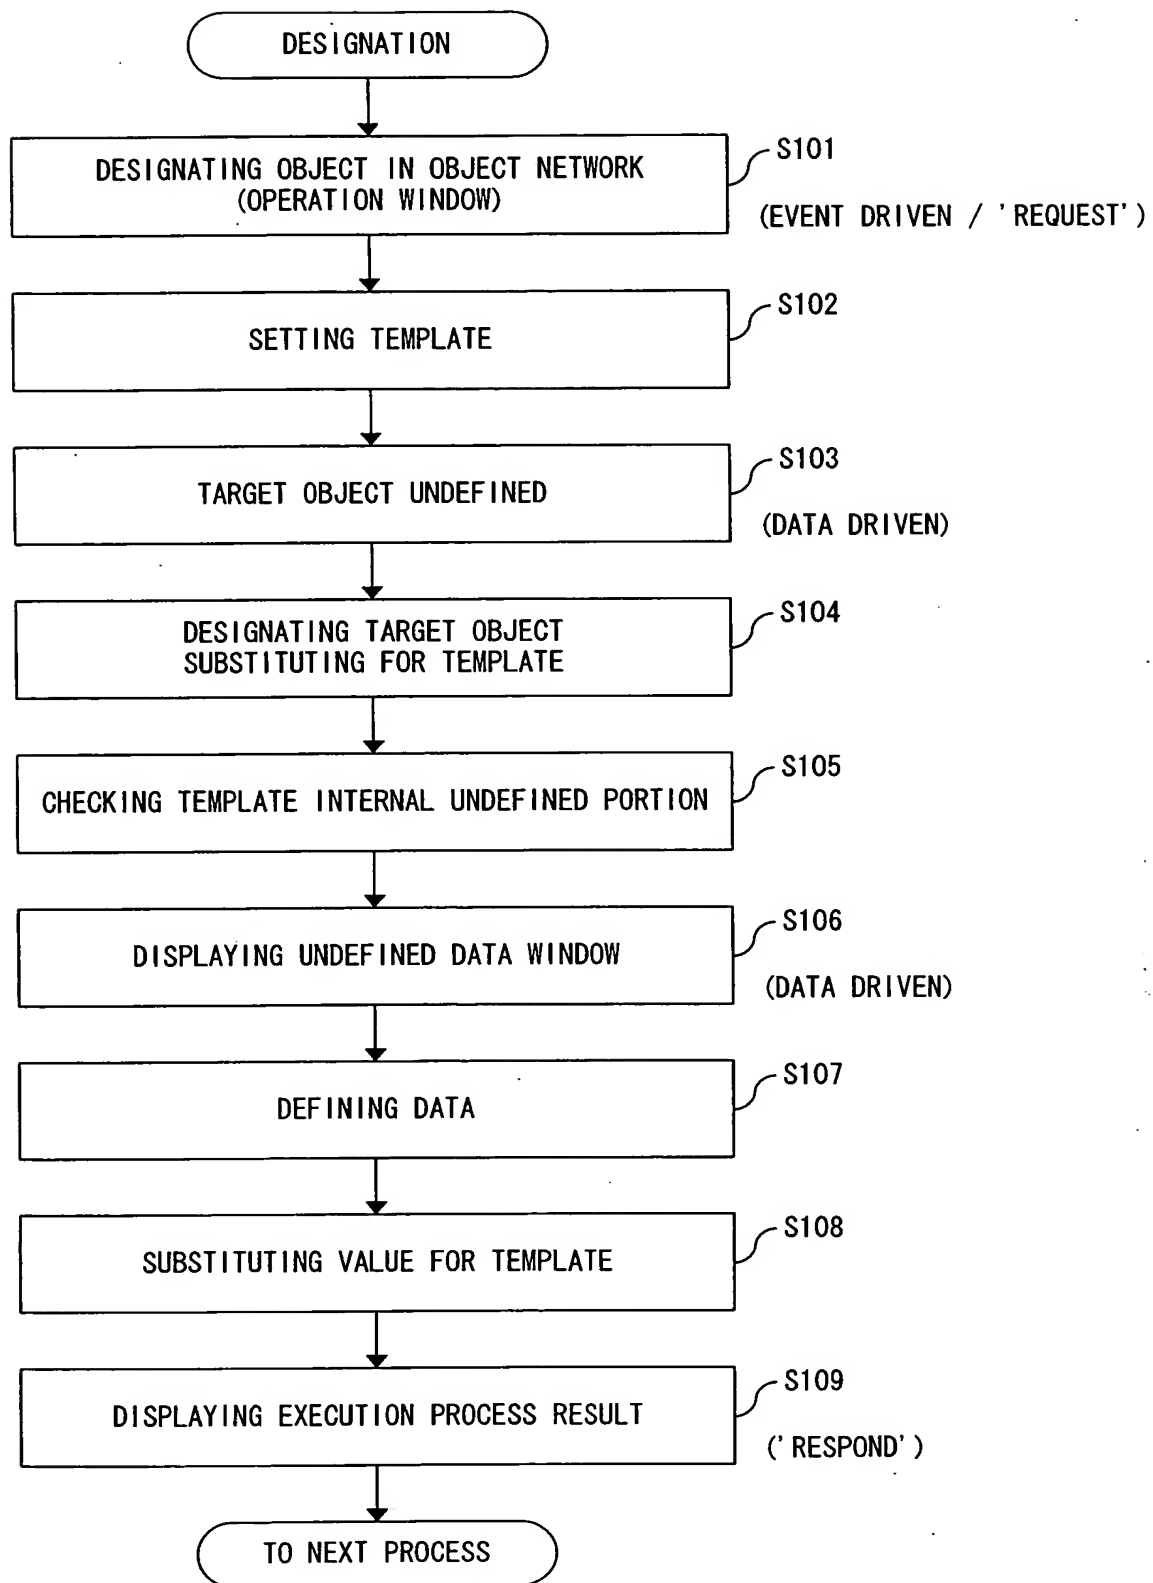 DESIGNATION
DESIGNATING OBJECT IN OBJECT NETWORK
(OPERATION WINDOW)
S101
(EVENT DRIVEN / 'REQUEST')
SETTING TEMPLATE
S102
TARGET OBJECT UNDEFINED
S103
(DATA DRIVEN)
DESIGNATING TARGET OBJECT
SUBSTITUTING FOR TEMPLATE
S104
CHECKING TEMPLATE INTERNAL UNDEFINED PORTION
S105
DISPLAYING UNDEFINED DATA WINDOW
S106
(DATA DRIVEN)
DEFINING DATA
S107
SUBSTITUTING VALUE FOR TEMPLATE
S108
DISPLAYING EXECUTION PROCESS RESULT
S109
('RESPOND')
TO NEXT PROCESS